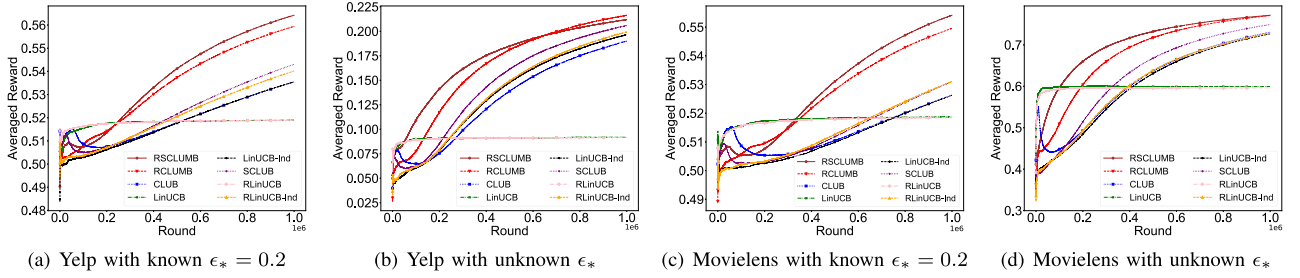 Averaged Reward
0.56
0.55
0.54
0.53
0.52
0.51
0.50
0.49
0.48
RSCLUMB
RCLUMB
CLUB
LinUCB
LinUCB-Ind
SCLUB
RLinUCB
RLinUCB-Ind
0.0 0.2 0.4 0.6 0.8 1.0
1e6
Round
(a) Yelp with known ϵ∗ = 0.2
Averaged Reward
0.225
0.200
0.175
0.150
0.125
0.100
0.075
0.050
0.025
RSCLUMB
RCLUMB
CLUB
LinUCB
LinUCB-Ind
SCLUB
RLinUCB
RLinUCB-Ind
0.0 0.2 0.4 0.6 0.8 1.0
1e6
Round
(b) Yelp with unknown ϵ∗
Averaged Reward
0.55
0.54
0.53
0.52
0.51
0.50
0.49
RSCLUMB
RCLUMB
CLUB
LinUCB
LinUCB-Ind
SCLUB
RLinUCB
RLinUCB-Ind
0.0 0.2 0.4 0.6 0.8 1.0
1e6
Round
(c) Movielens with known ϵ∗ = 0.2
Averaged Reward
0.7
0.6
0.5
0.4
0.3
RSCLUMB
RCLUMB
CLUB
LinUCB
LinUCB-Ind
SCLUB
RLinUCB
RLinUCB-Ind
0.0 0.2 0.4 0.6 0.8 1.0
1e6
Round
(d) Movielens with unknown ϵ∗